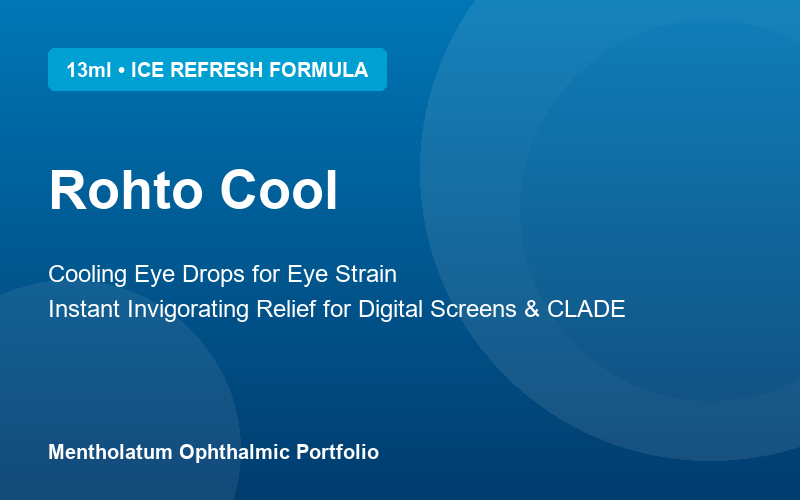 13ml • ICE REFRESH FORMULA
Rohto Cool
Cooling Eye Drops for Eye Strain
Instant Invigorating Relief for Digital Screens & CLADE
Mentholatum Ophthalmic Portfolio